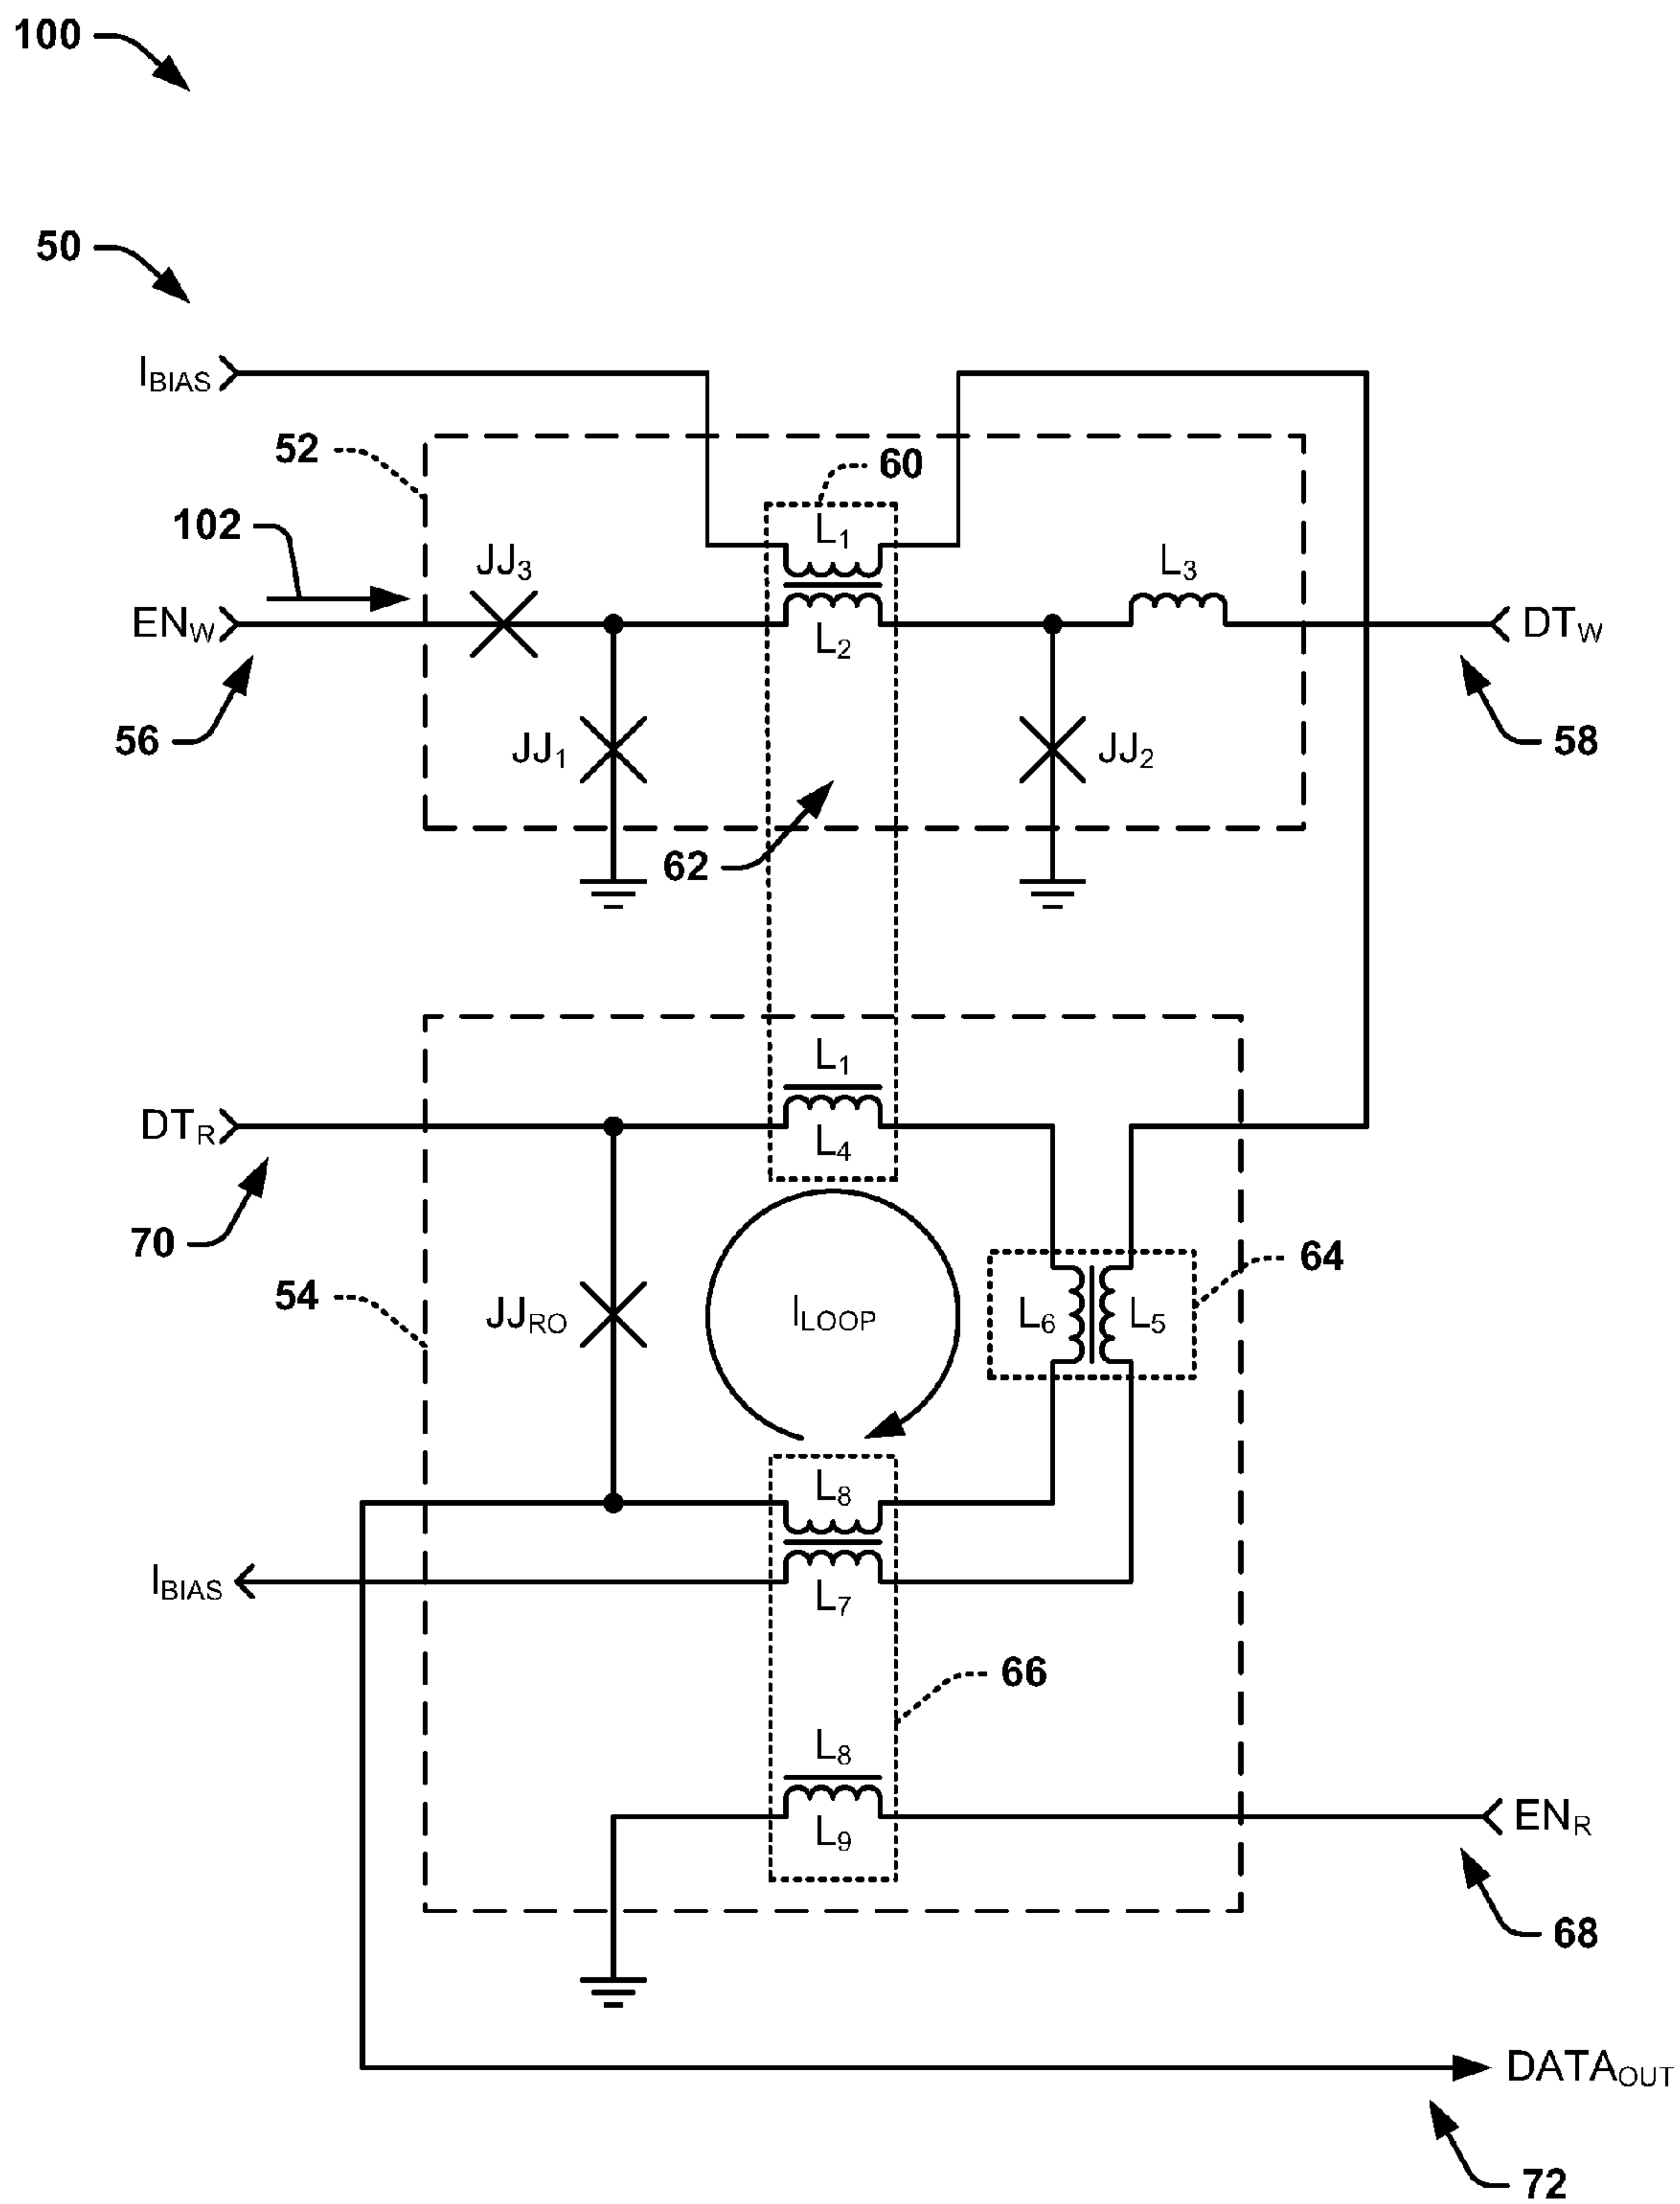 100
50
I_BIAS
52
60
102
L_1
JJ_3
L_3
EN_W
L_2
DT_W
56
JJ_1
JJ_2
58
62
L_1
DT_R
L_4
70
64
54
JJ_RO
I_LOOP
L_6
L_5
L_8
I_BIAS
L_7
66
L_8
EN_R
L_9
68
DATA_OUT
72